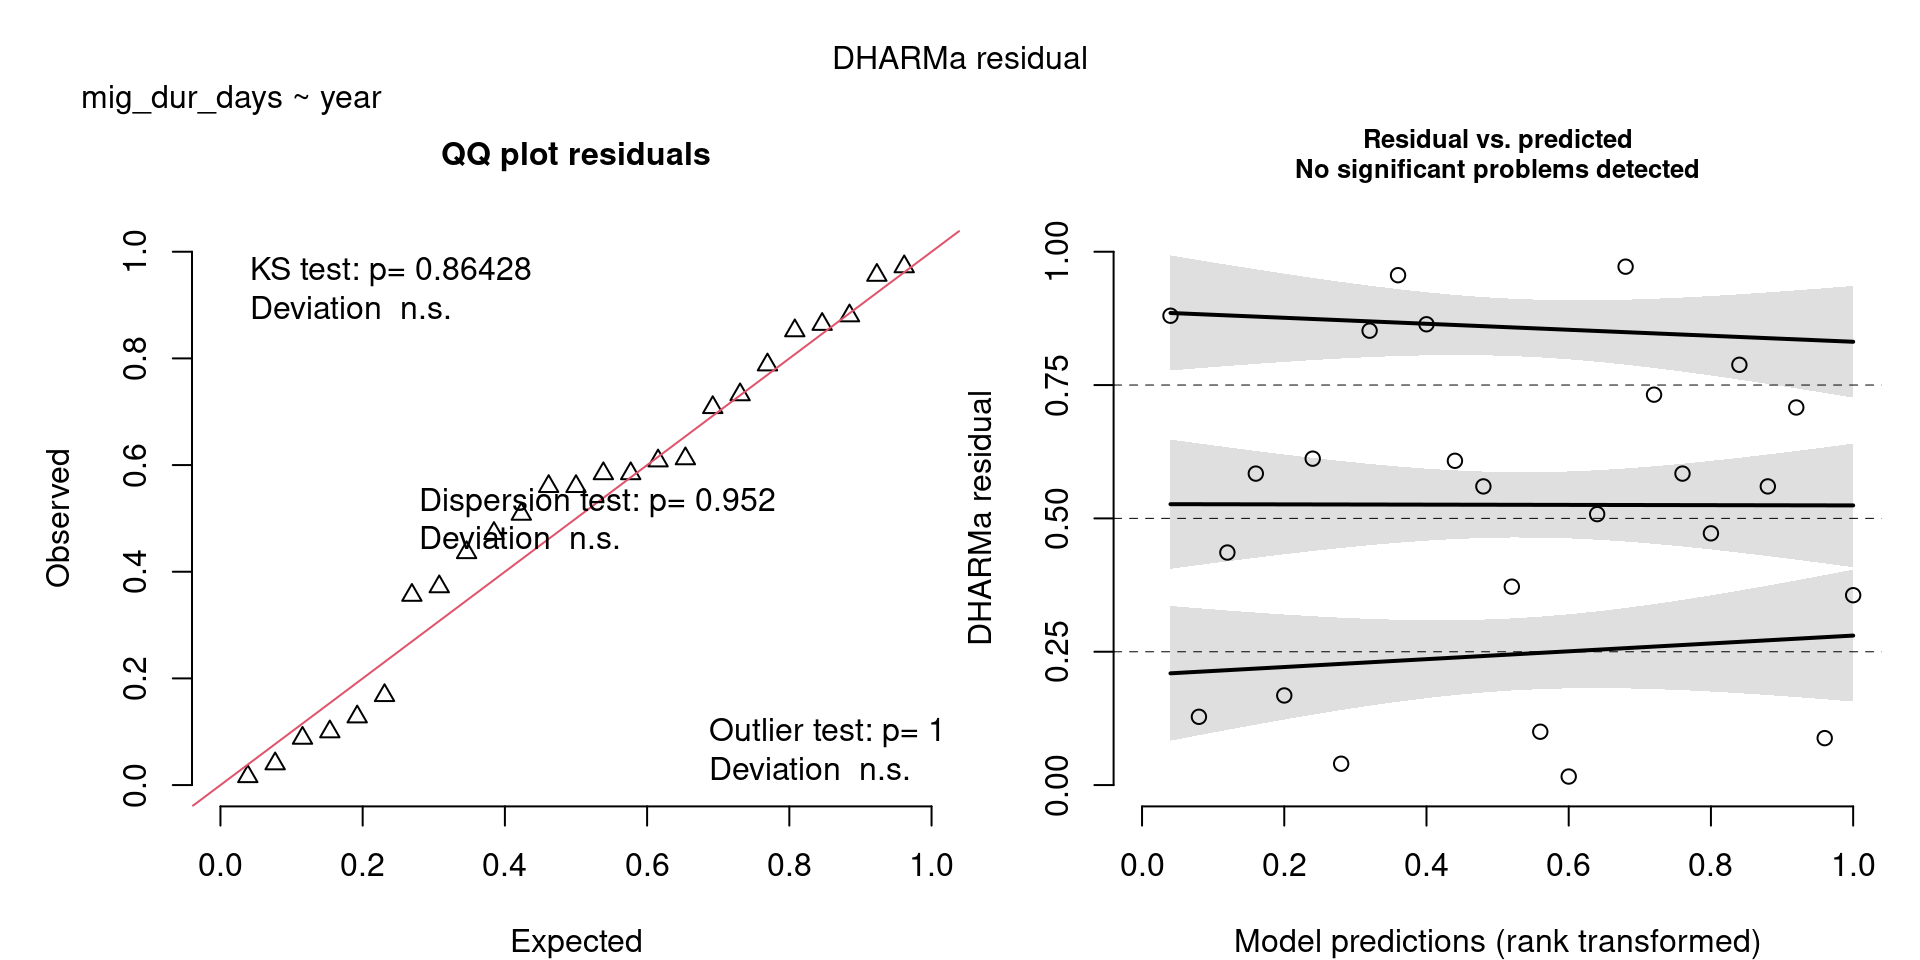 DHARMa residual
mig_dur_days ~ year
QQ plot residuals
KS test: p= 0.86428
Deviation  n.s.
Dispersion test: p= 0.952
Deviation  n.s.
Outlier test: p= 1
Deviation  n.s.
Observed
0.0 0.2 0.4 0.6 0.8 1.0
0.0 0.2 0.4 0.6 0.8 1.0
Expected
Residual vs. predicted
No significant problems detected
DHARMa residual
0.00 0.25 0.50 0.75 1.00
0.0 0.2 0.4 0.6 0.8 1.0
Model predictions (rank transformed)